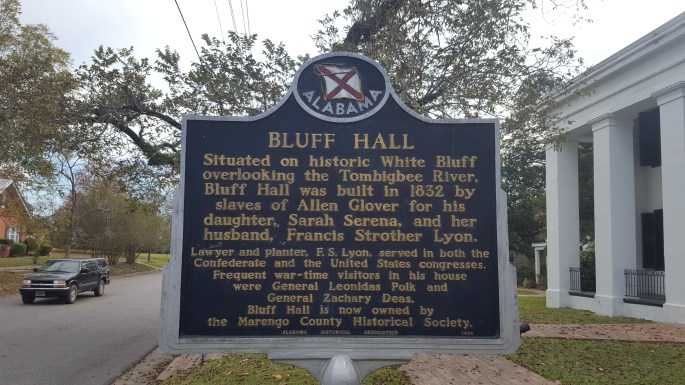 ALABAMA
BLUFF HALL
Situated on historic White Bluff
overlooking the Tombigbee River,
Bluff Hall was built in 1832 by
slaves of Allen Glover for his
daughter, Sarah Serena, and her
husband, Francis Strother Lyon.
Lawyer and planter, F. S. Lyon, served in both the
Confederate and the United States congresses.
Frequent war-time visitors in his house
were General Leonidas Polk and
General Zachary Deas.
Bluff Hall is now owned by
the Marengo County Historical Society.
ALABAMA HISTORICAL ASSOCIATION